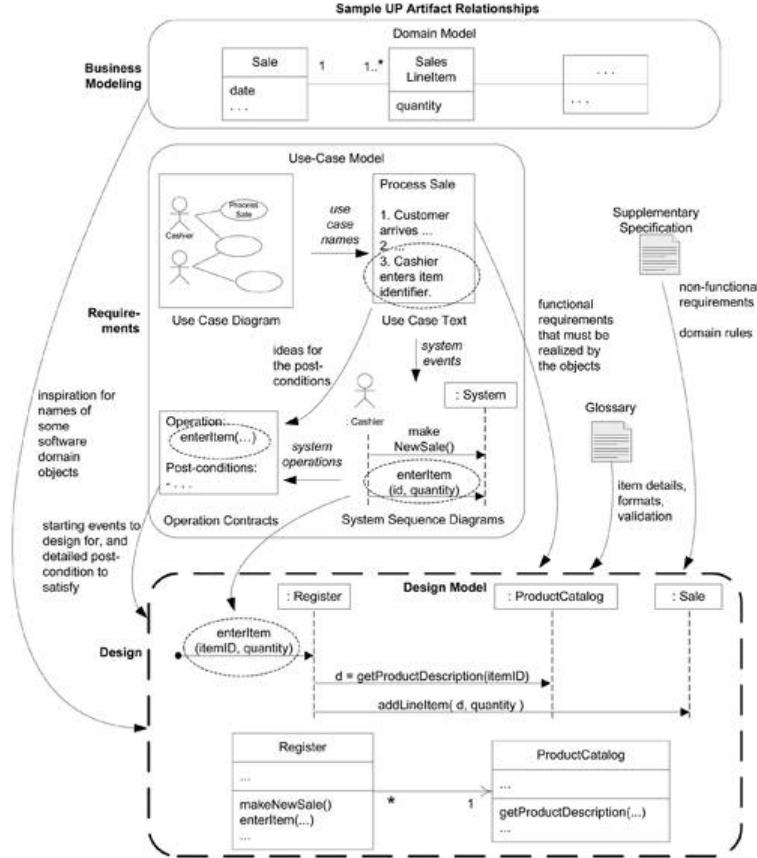 Sample UP Artifact Relationships
Domain Model
Business
Modeling
Sale
1
1..*
Sales
LineItem
. . .
date
. . .
quantity
. . .
Use-Case Model
Process Sale
1. Customer
arrives ...
2. ...
3. Cashier
enters item
identifier.
Process
Sale
Cashier
use
case
names
Use Case Diagram
Use Case Text
Supplementary
Specification
non-functional
requirements
domain rules
functional
requirements
that must be
realized by
the objects
Require-
ments
ideas for
the post-
conditions
system
events
inspiration for
names of
some
software
domain
objects
: System
: Cashier
Operation:
enterItem(…)
Post-conditions:
- . . .
system
operations
make
NewSale()
enterItem
(id, quantity)
Glossary
item details,
formats,
validation
Operation Contracts
System Sequence Diagrams
starting events to
design for, and
detailed post-
condition to
satisfy
Design Model
: Register
: ProductCatalog
: Sale
Design
enterItem
(itemID, quantity)
d = getProductDescription(itemID)
addLineItem( d, quantity )
Register
...
makeNewSale()
enterItem(...)
...
*
1
ProductCatalog
...
getProductDescription(...)
...